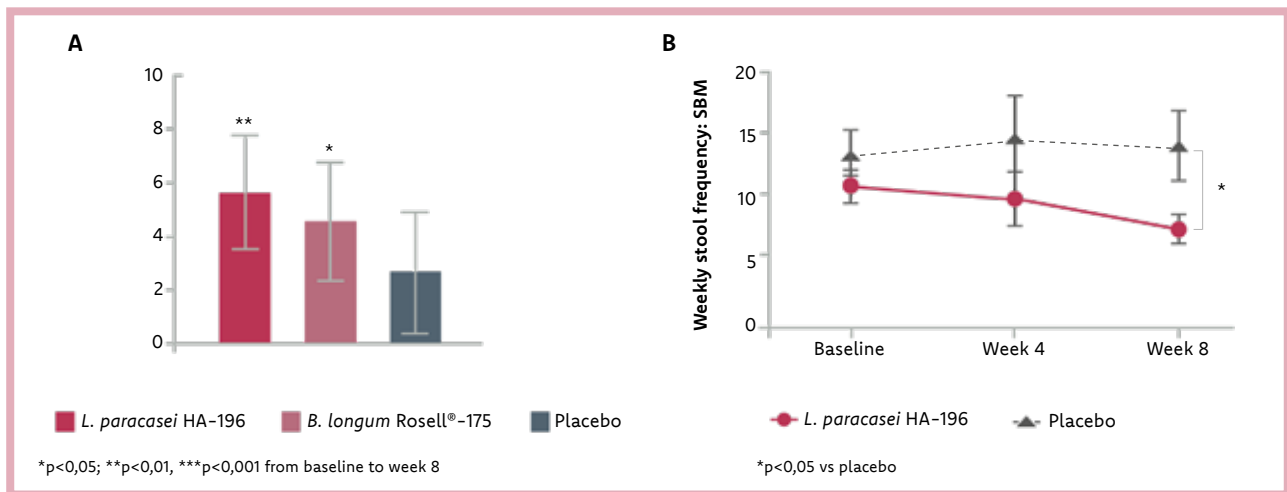 A
10
8
6
4
2
0
**
*
L. paracasei HA-196
B. longum Rosell®-175
Placebo
*p<0,05; **p<0,01, ***p<0,001 from baseline to week 8
B
Weekly stool frequency: SBM
20
15
10
5
0
*
Baseline
Week 4
Week 8
L. paracasei HA-196
Placebo
*p<0,05 vs placebo